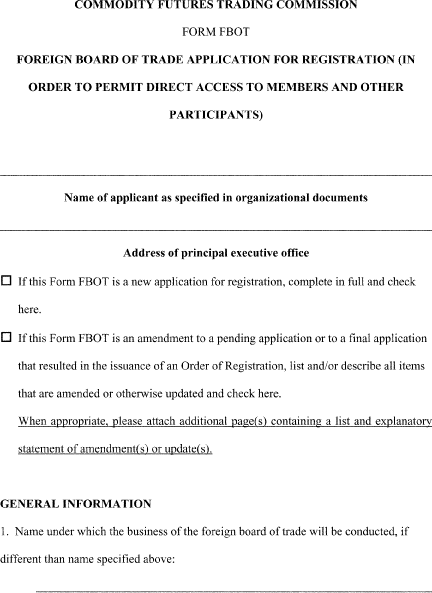 COMMODITY FUTURES TRADING COMMISSION
FORM FBOT
FOREIGN BOARD OF TRADE APPLICATION FOR REGISTRATION (IN
ORDER TO PERMIT DIRECT ACCESS TO MEMBERS AND OTHER
PARTICIPANTS)
Name of applicant as specified in organizational documents
Address of principal executive office
If this Form FBOT is a new application for registration, complete in full and check
here.
If this Form FBOT is an amendment to a pending application or to a final application
that resulted in the issuance of an Order of Registration, list and/or describe all items
that are amended or otherwise updated and check here.
When appropriate, please attach additional page(s) containing a list and explanatory
statement of amendment(s) or update(s).
GENERAL INFORMATION
1. Name under which the business of the foreign board of trade will be conducted, if
different than name specified above: